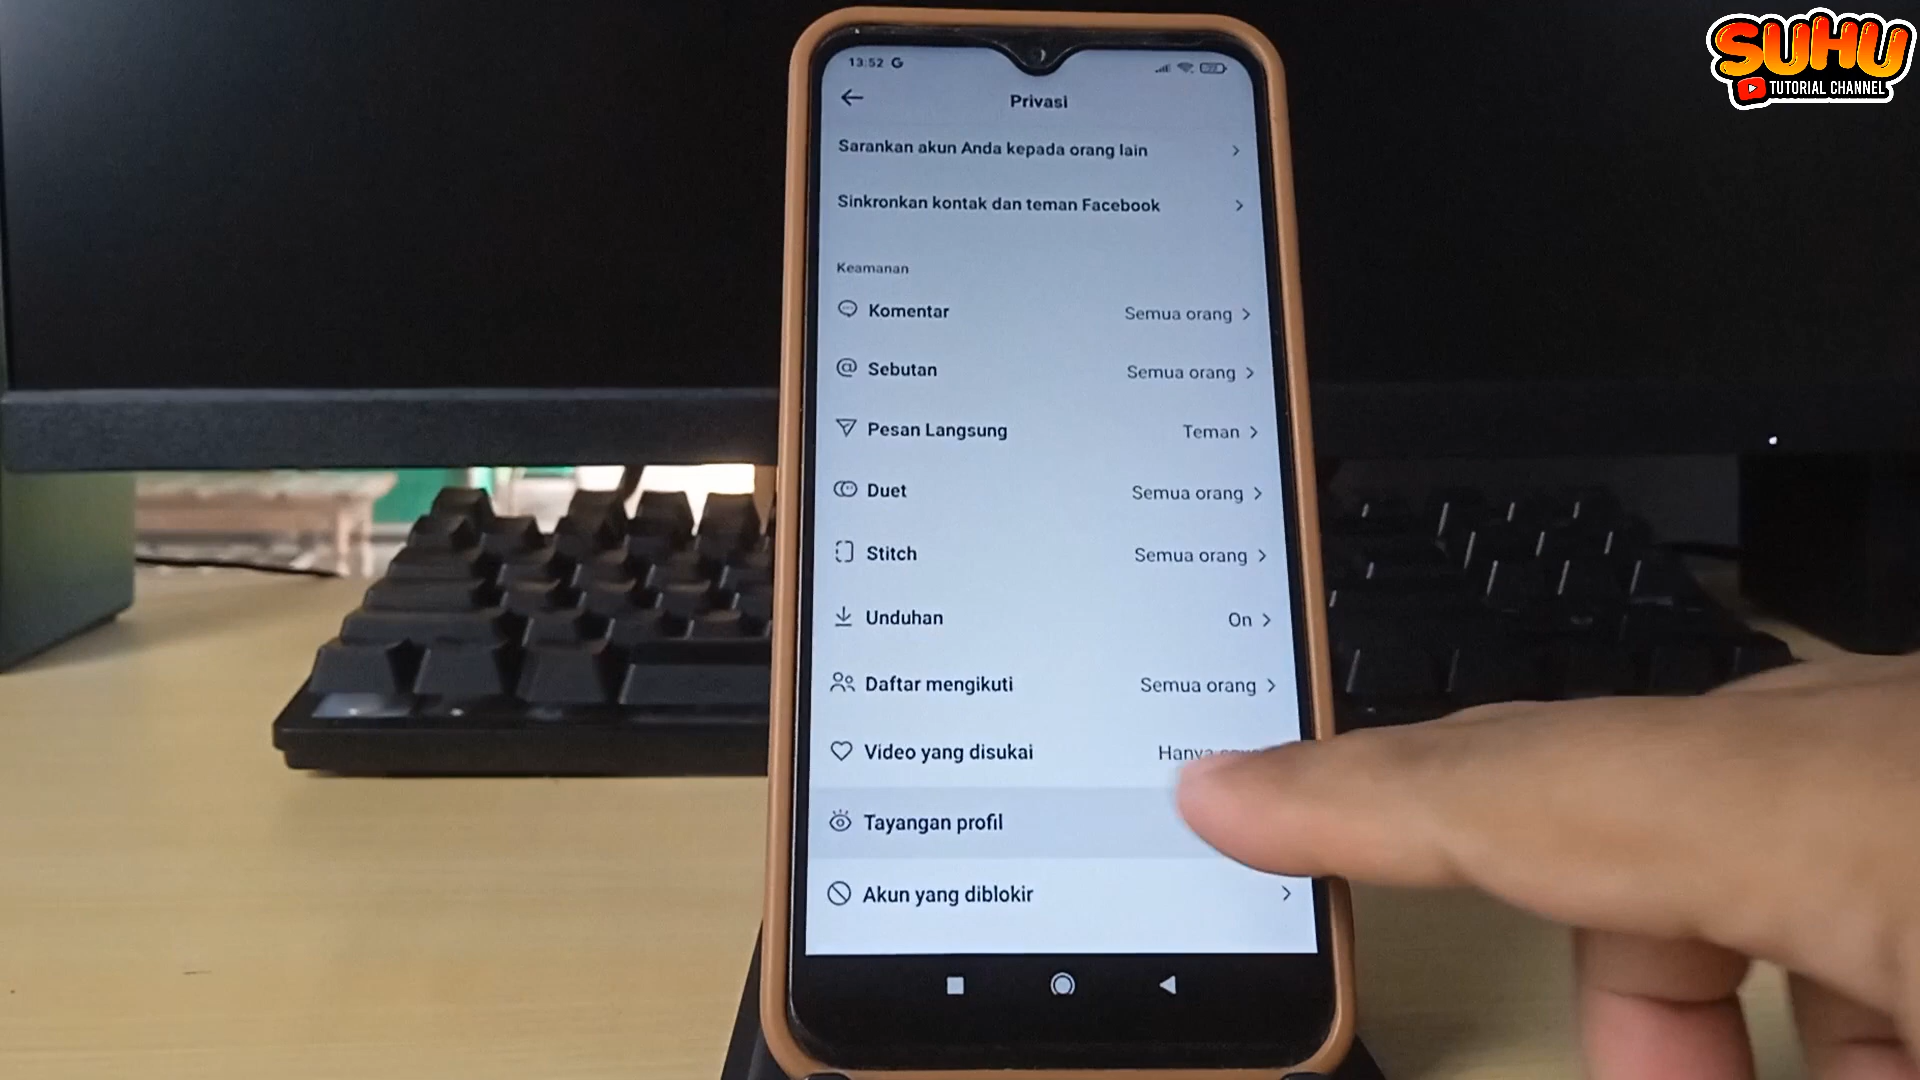 SUHU
TUTORIAL CHANNEL
13:52 G
Privasi
Sarankan akun Anda kepada orang lain
Sinkronkan kontak dan teman Facebook
Keamanan
Komentar Semua orang
Sebutan Semua orang
Pesan Langsung Teman
Duet Semua orang
Stitch Semua orang
Unduhan On
Daftar mengikuti Semua orang
Video yang disukai Hanya
Tayangan profil
Akun yang diblokir